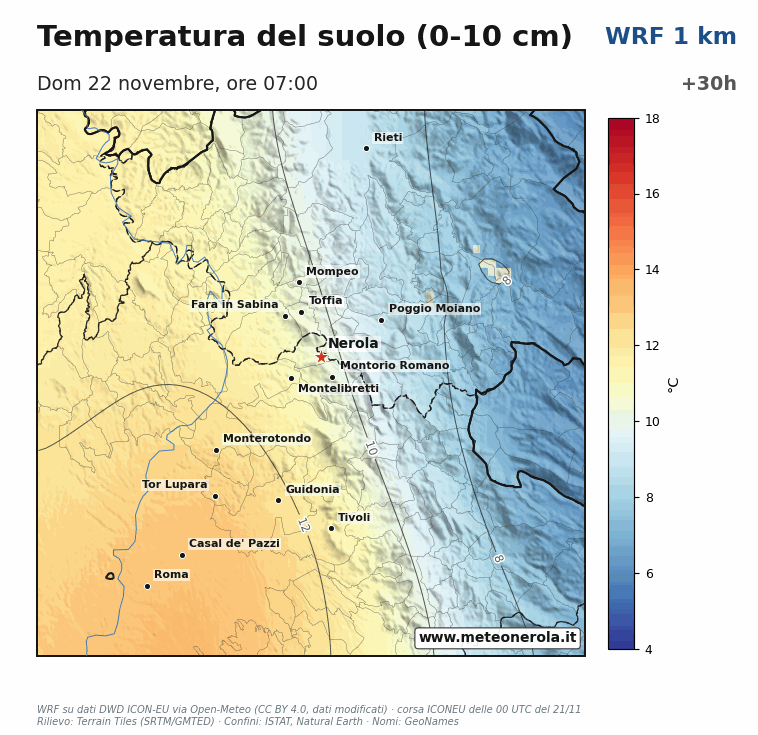 Temperatura del suolo (0-10 cm)
WRF 1 km
Dom 22 novembre, ore 07:00
+30h
Rieti
Mompeo
Toffia
Fara in Sabina
Poggio Moiano
Nerola
Montorio Romano
Montelibretti
Monterotondo
Tor Lupara
Guidonia
Tivoli
Casal de' Pazzi
Roma
8
10
12
8
18
16
14
12
10
8
6
4
°C
www.meteonerola.it
WRF su dati DWD ICON-EU via Open-Meteo (CC BY 4.0, dati modificati) · corsa ICONEU delle 00 UTC del 21/11
Rilievo: Terrain Tiles (SRTM/GMTED) · Confini: ISTAT, Natural Earth · Nomi: GeoNames